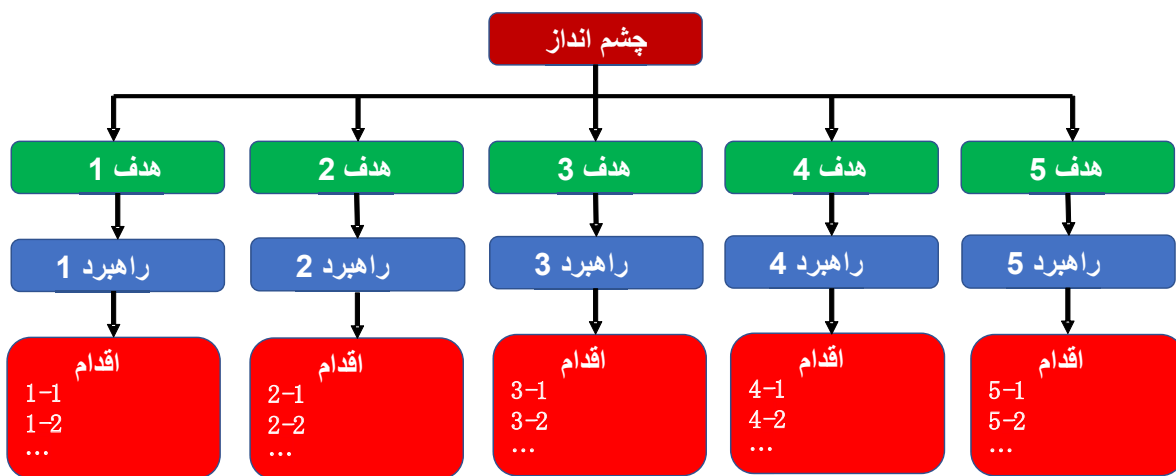 چشم انداز
هدف 1
هدف 2
هدف 3
هدف 4
هدف 5
راهبرد 1
راهبرد 2
راهبرد 3
راهبرد 4
راهبرد 5
اقدام
1-1
1-2
...
اقدام
2-1
2-2
...
اقدام
3-1
3-2
...
اقدام
4-1
4-2
...
اقدام
5-1
5-2
...